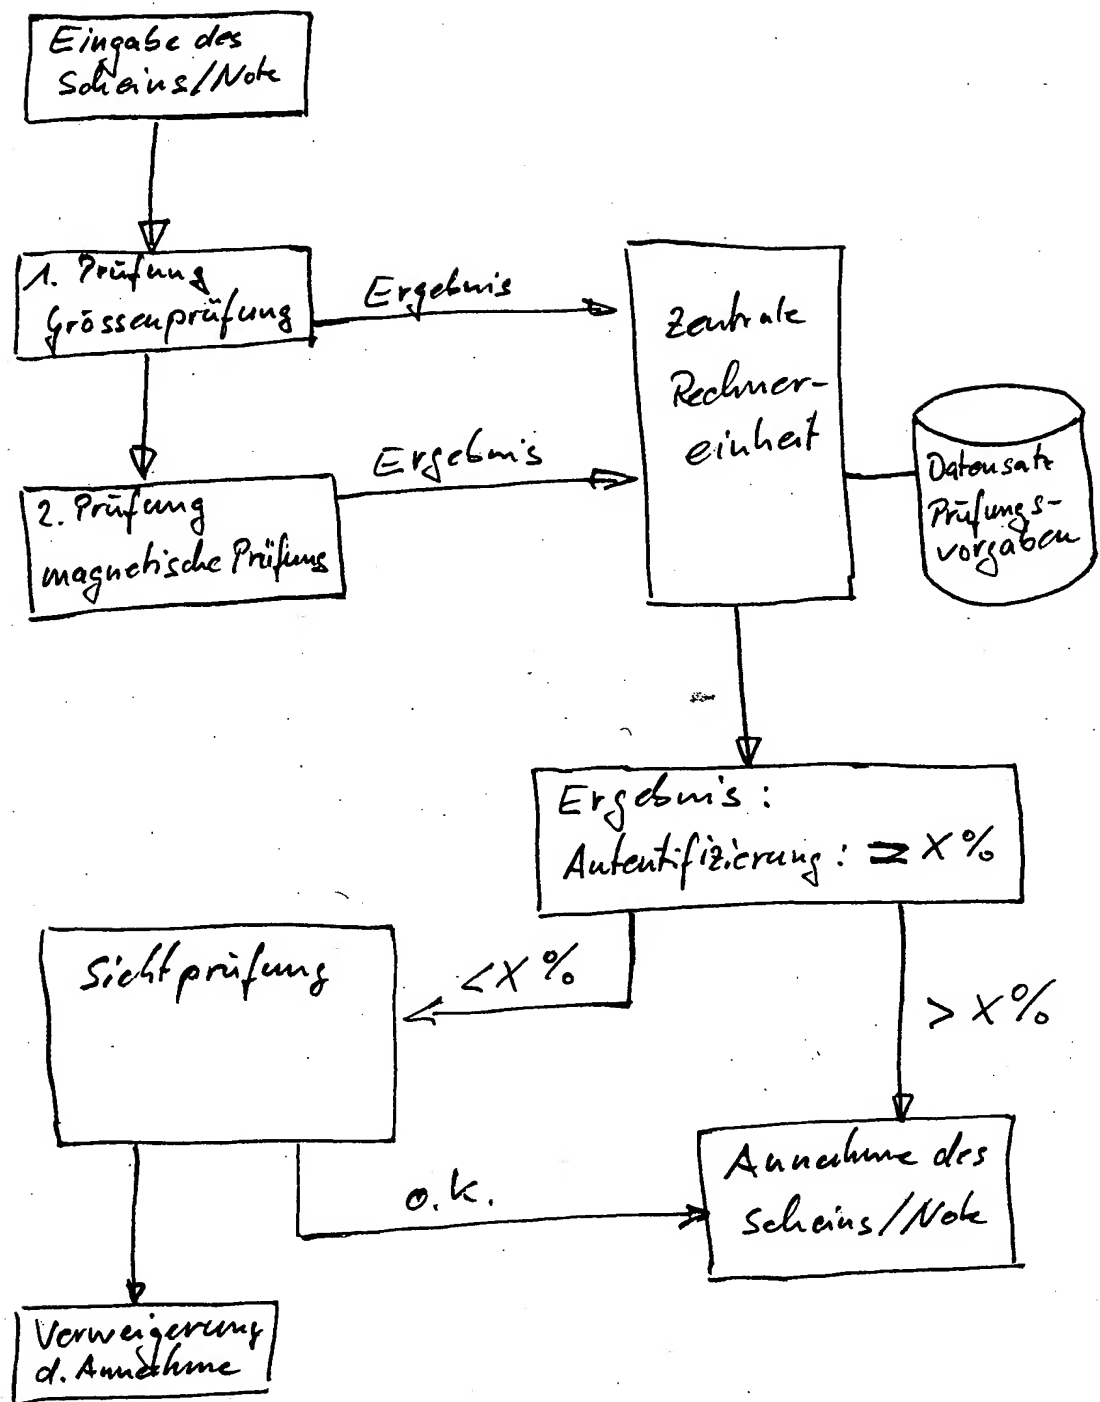 Eingabe des
Scheins/Note
1. Prüfung
Grössenprüfung
Ergebnis
Zentrale
Rechner-
einheit
2. Prüfung
magnetische Prüfung
Ergebnis
Datensatz
Prüfungs-
vorgaben
Ergebnis:
Autentifizierung: = X%
Sichtprüfung
<X%
>X%
o.k.
Annahme des
Scheins/Note
Verweigerung
d. Annahme